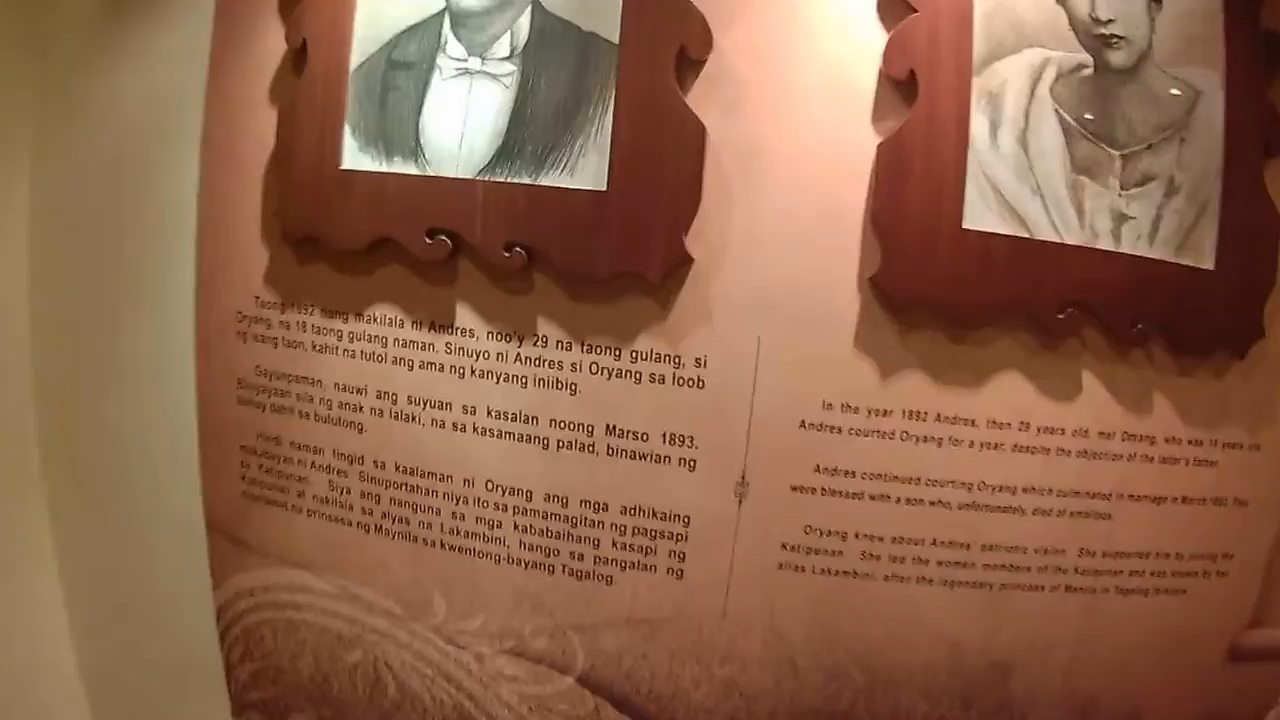 Taong 1892 nang makilala ni Andres, noo'y 29 na taong gulang, si
Oryang, na 18 taong gulang naman. Sinuyo ni Andres si Oryang sa loob
ng isang taon, kahit na tutol ang ama ng kanyang iniibig.
Gayunpaman, nauwi ang suyuan sa kasalan noong Marso 1893.
Biniyayaan sila ng anak na lalaki, na sa kasamaang palad, binawian ng
buhay dahil sa bulutong.
Hindi naman lingid sa kaalaman ni Oryang ang mga adhikaing
makabayan ni Andres. Sinuportahan niya ito sa pamamagitan ng pagsapi
sa Katipunan. Siya ang nanguna sa mga kababaihang kasapi ng
Katipunan at nakilala sa alyas na Lakambini, hango sa pangalan ng
na prinsesa ng Maynila sa kwentong-bayang Tagalog.
In the year 1892 Andres, then 29 years old, met Oryang, who was 18 years old.
Andres courted Oryang for a year, despite the objection of the latter's father.
Andres continued courting Oryang which culminated in marriage in March 1893. They
were blessed with a son who, unfortunately, died of smallpox.
Oryang knew about Andres' patriotic vision. She supported him by joining the
Katipunan. She led the women members of the Katipunan and was known by her
alias Lakambini, after the legendary princess of Manila in Tagalog folklore.